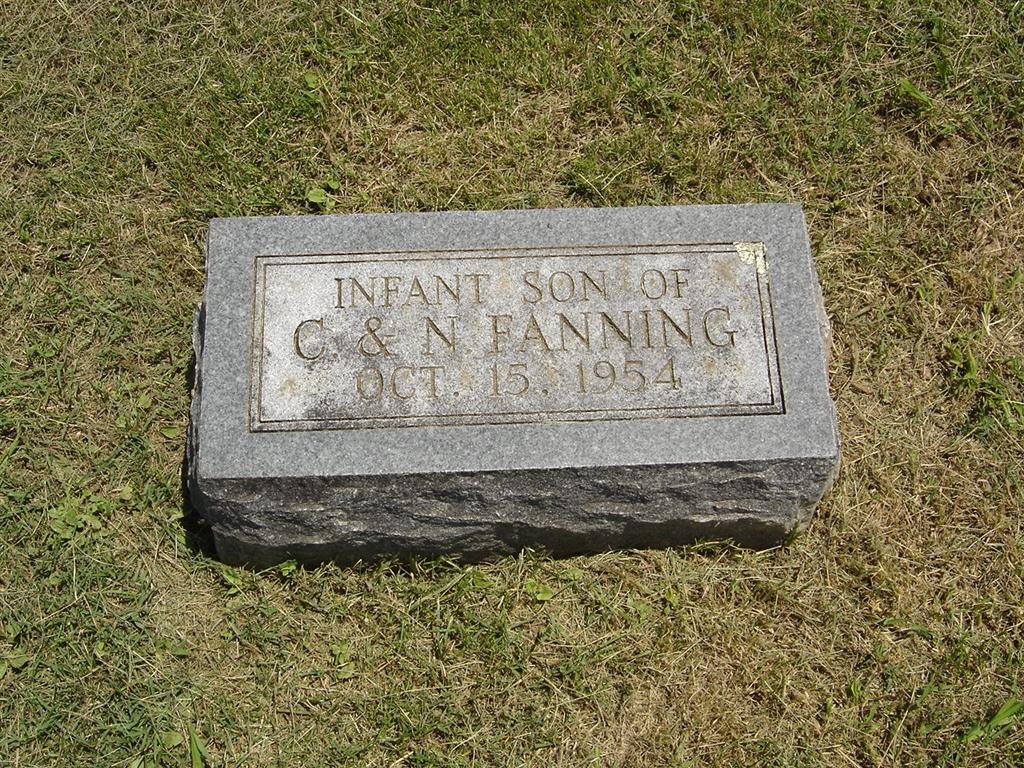 INFANT SON OF
C. & N. FANNING
OCT. 15. 1954